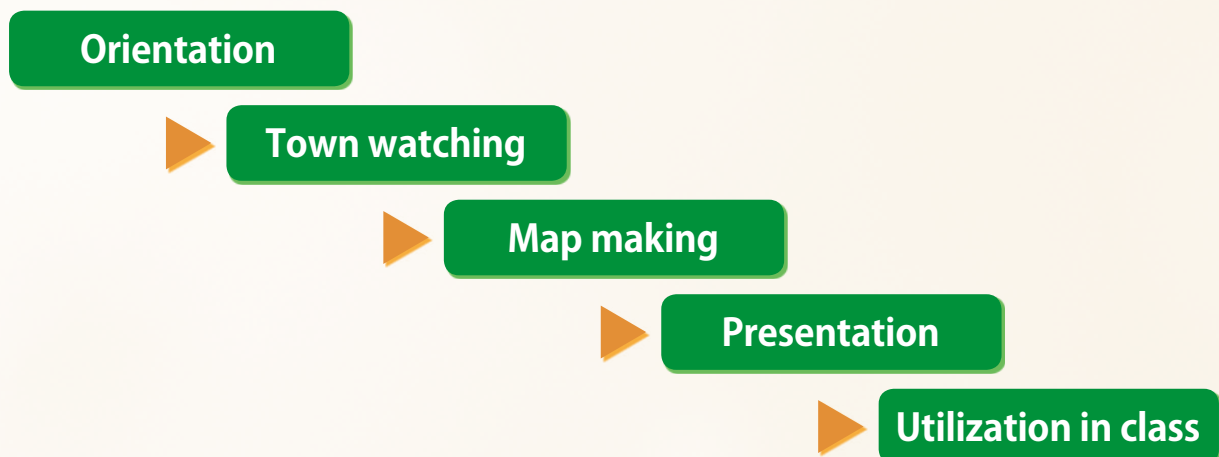 Orientation
Town watching
Map making
Presentation
Utilization in class